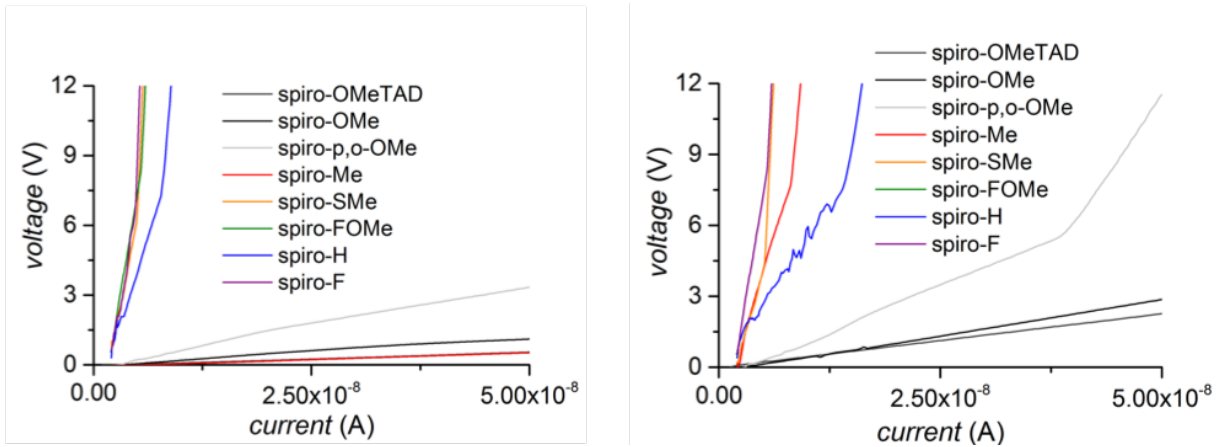 12
9
6
3
0
voltage (V)
spiro-OMeTAD
spiro-OMe
spiro-p,o-OMe
spiro-Me
spiro-SMe
spiro-FOMe
spiro-H
spiro-F
0.00
2.50x10⁻⁸
5.00x10⁻⁸
current (A)
12
9
6
3
0
voltage (V)
spiro-OMeTAD
spiro-OMe
spiro-p,o-OMe
spiro-Me
spiro-SMe
spiro-FOMe
spiro-H
spiro-F
0.00
2.50x10⁻⁸
5.00x10⁻⁸
current (A)